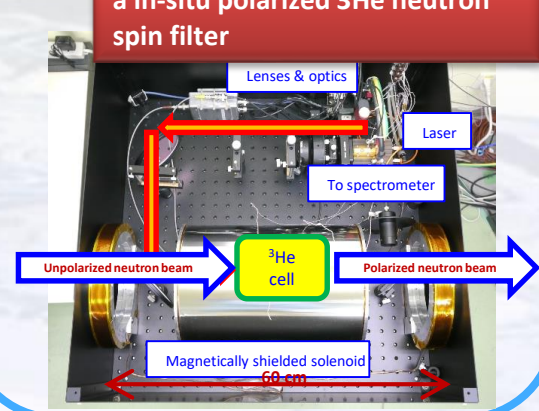 a in-situ polarized 3He neutron
spin filter
Lenses & optics
Laser
To spectrometer
Unpolarized neutron beam
³He
cell
Polarized neutron beam
Magnetically shielded solenoid
60 cm